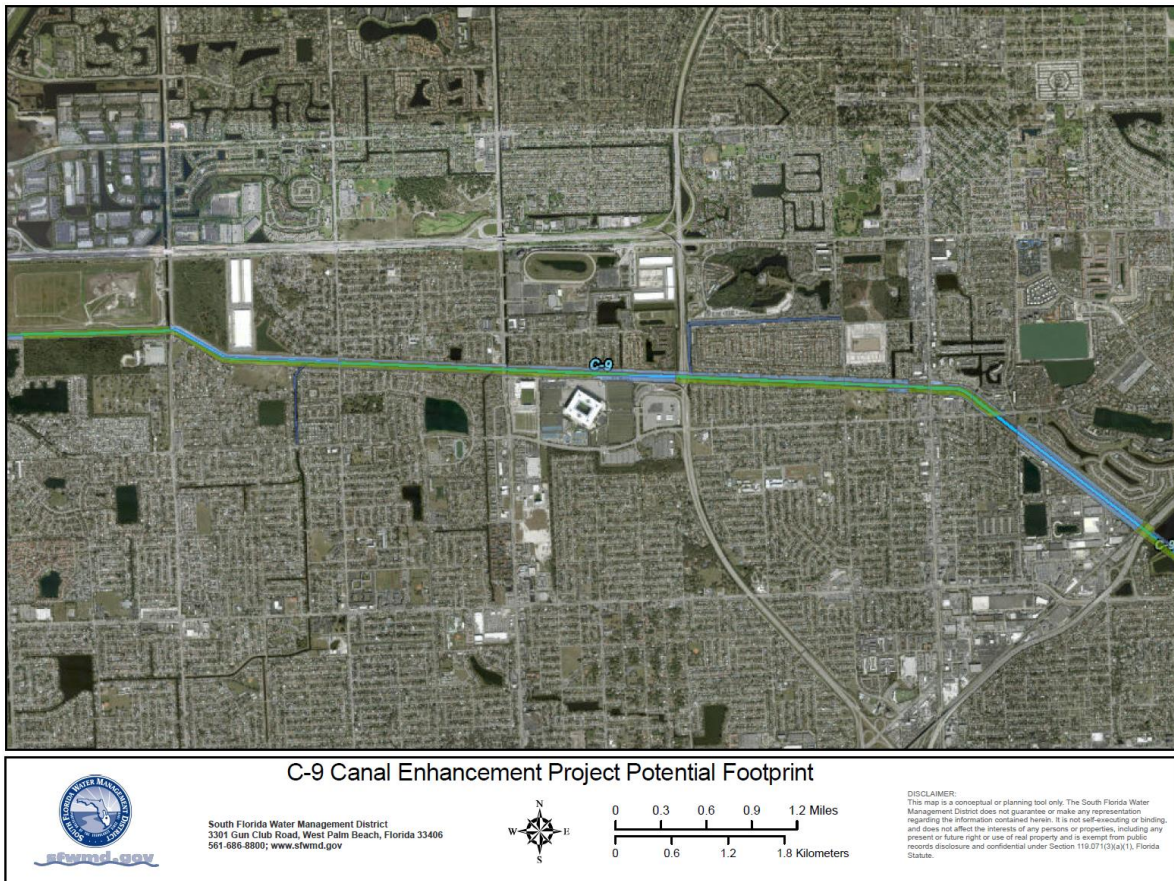 C-9
C-9
C-9 Canal Enhancement Project Potential Footprint
SOUTH FLORIDA WATER MANAGEMENT DISTRICT
sfwmd.gov
South Florida Water Management District
3301 Gun Club Road, West Palm Beach, Florida 33406
561-686-8800; www.sfwmd.gov
N
W E
S
0 0.3 0.6 0.9 1.2 Miles
0 0.6 1.2 1.8 Kilometers
DISCLAIMER:
This map is a conceptual or planning tool only. The South Florida Water
Management District does not guarantee or make any representation
regarding the information contained herein. It is not self-executing or binding,
and does not affect the interests of any persons or properties, including any
present or future right or use of real property and is exempt from public
records disclosure and confidential under Section 119.071(3)(a)(1), Florida
Statute.